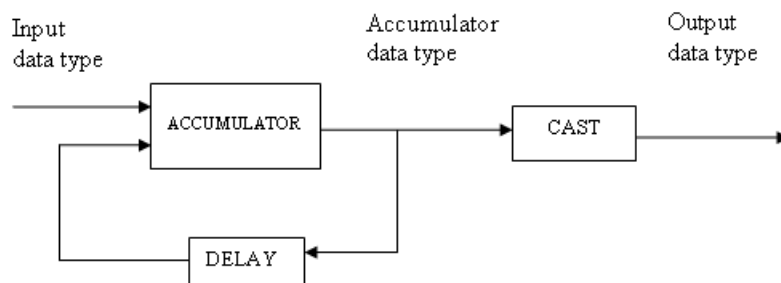 Input
data type
Accumulator
data type
Output
data type
ACCUMULATOR
CAST
DELAY